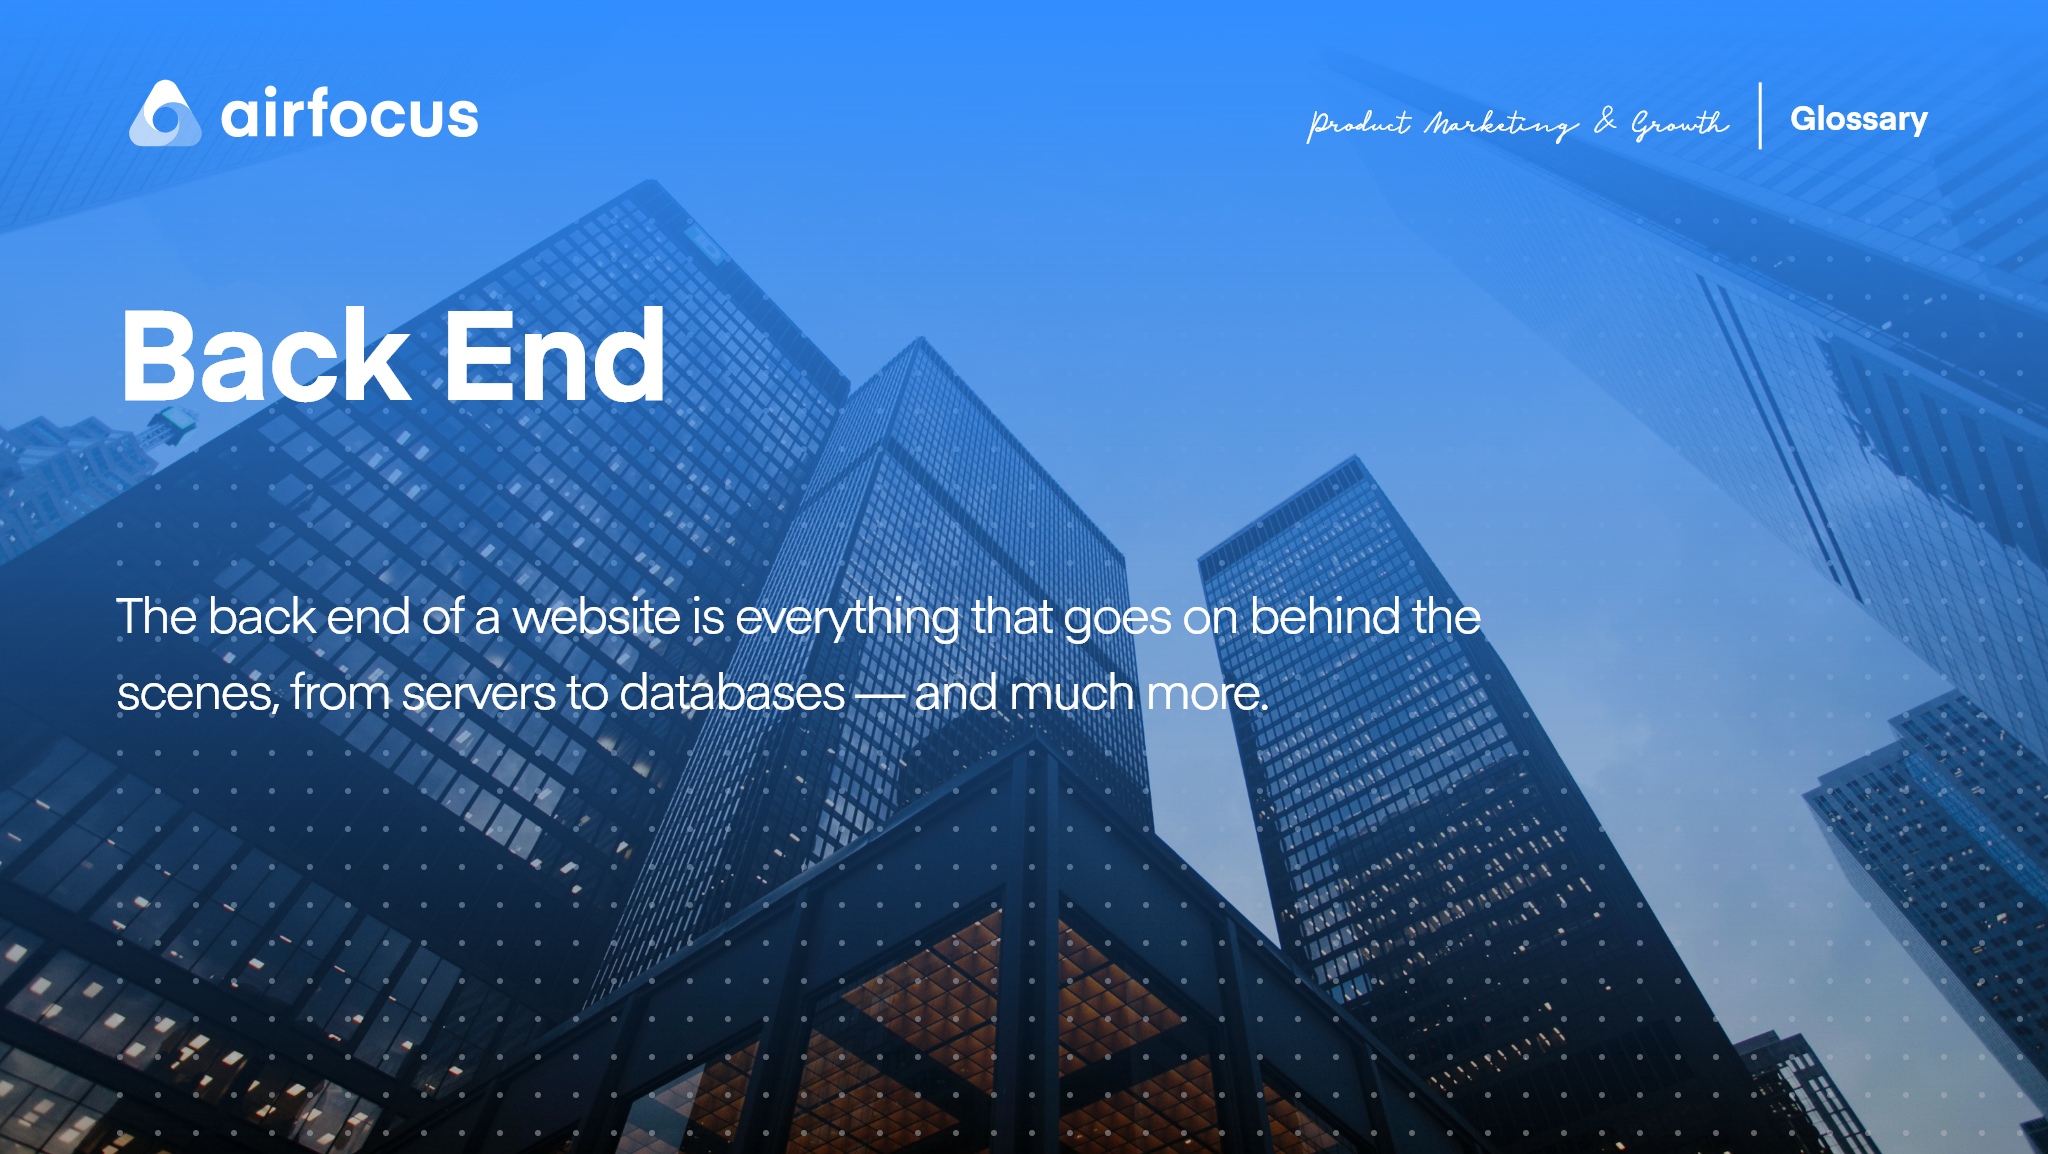 airfocus
Product Marketing & Growth | Glossary
Back End
The back end of a website is everything that goes on behind the
scenes, from servers to databases — and much more.